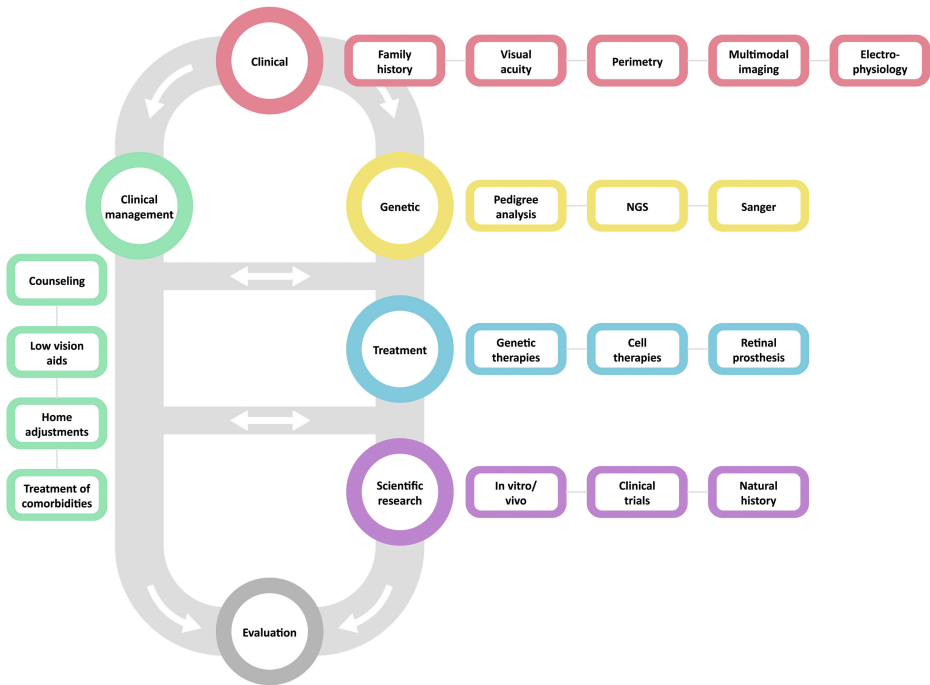 Clinical
Family
history
Visual
acuity
Perimetry
Multimodal
imaging
Electro-
physiology
Clinical
management
Genetic
Pedigree
analysis
NGS
Sanger
Counseling
Low vision
aids
Home
adjustments
Treatment of
comorbidities
Treatment
Genetic
therapies
Cell
therapies
Retinal
prosthesis
Scientific
research
In vitro/
vivo
Clinical
trials
Natural
history
Evaluation